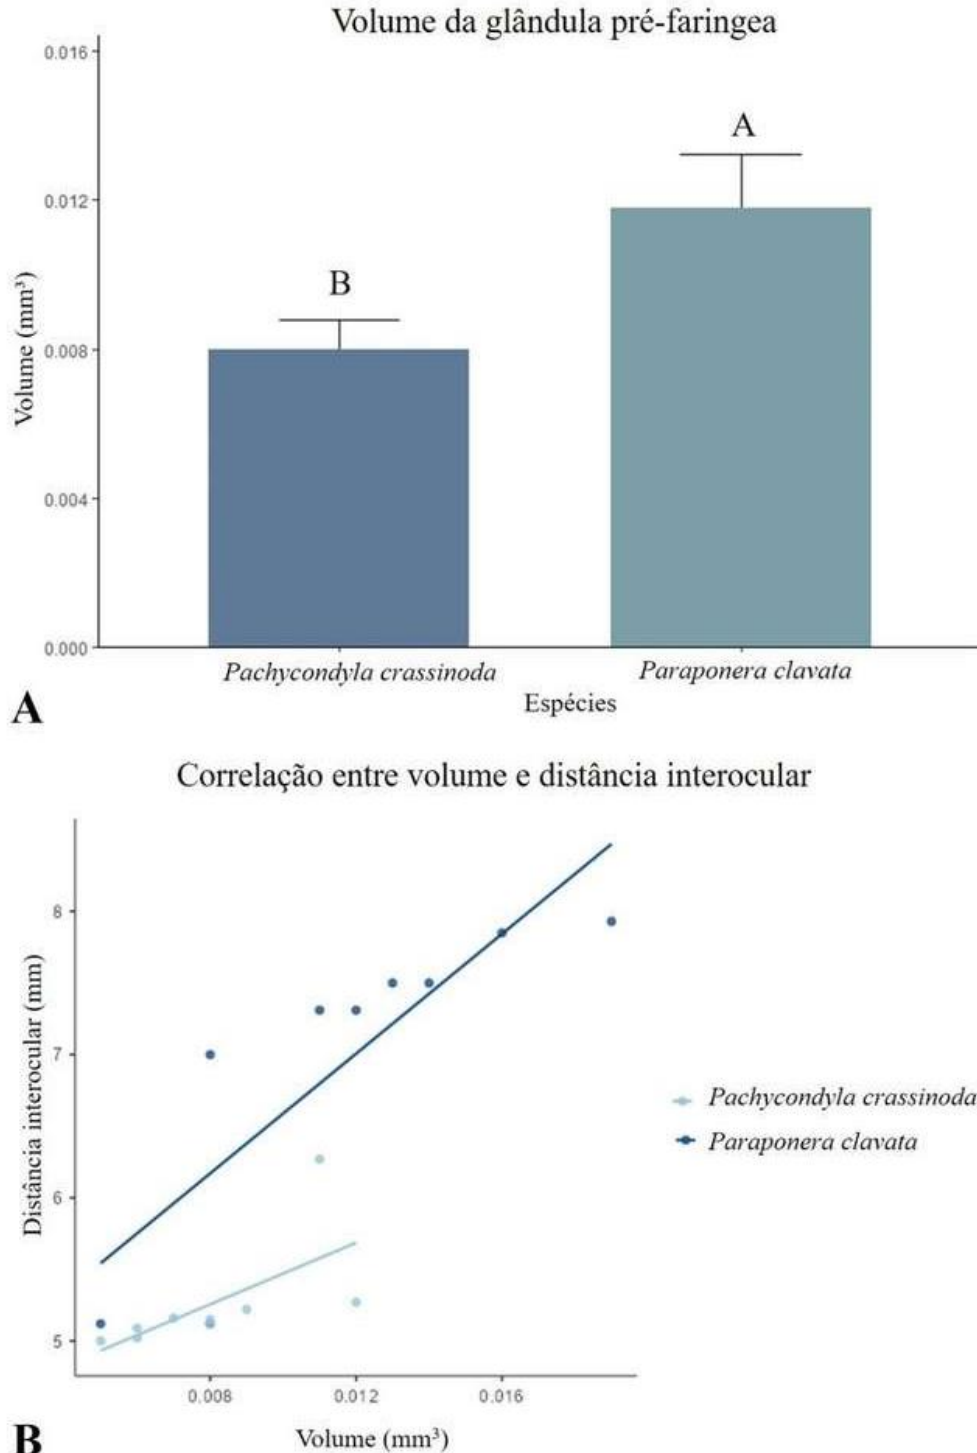 Volume da glândula pré-faringea
0.016
A
0.012
B
Volume (mm³)
0.008
0.004
0.000
Pachycondyla crassinoda
Paraponera clavata
A
Espécies
Correlação entre volume e distância interocular
8
Distância interocular (mm)
7
Pachycondyla crassinoda
Paraponera clavata
6
5
0.008
0.012
0.016
B
Volume (mm³)